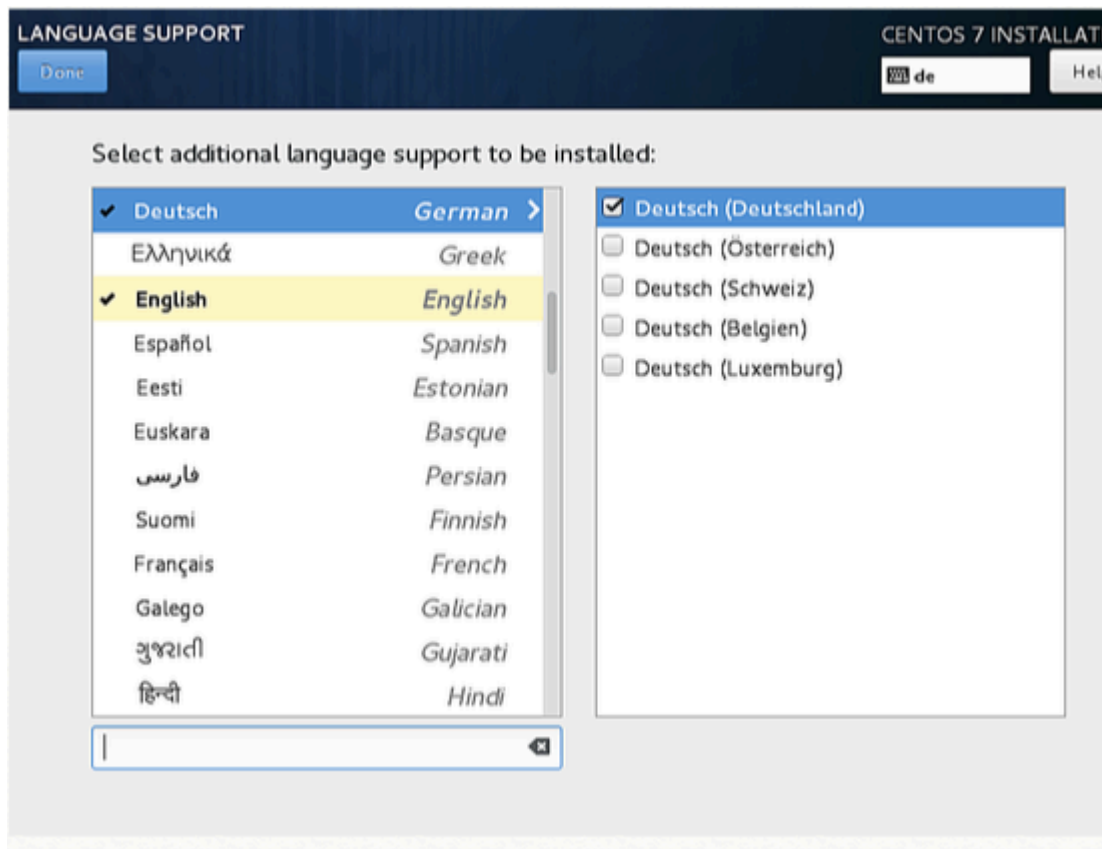 LANGUAGE SUPPORT
CENTOS 7 INSTALLAT
Done
de
Hel
Select additional language support to be installed:
Deutsch German
Ελληνικά Greek
English English
Español Spanish
Eesti Estonian
Euskara Basque
فارسی Persian
Suomi Finnish
Français French
Galego Galician
ગુજરાતી Gujarati
हिन्दी Hindi
Deutsch (Deutschland)
Deutsch (Österreich)
Deutsch (Schweiz)
Deutsch (Belgien)
Deutsch (Luxemburg)